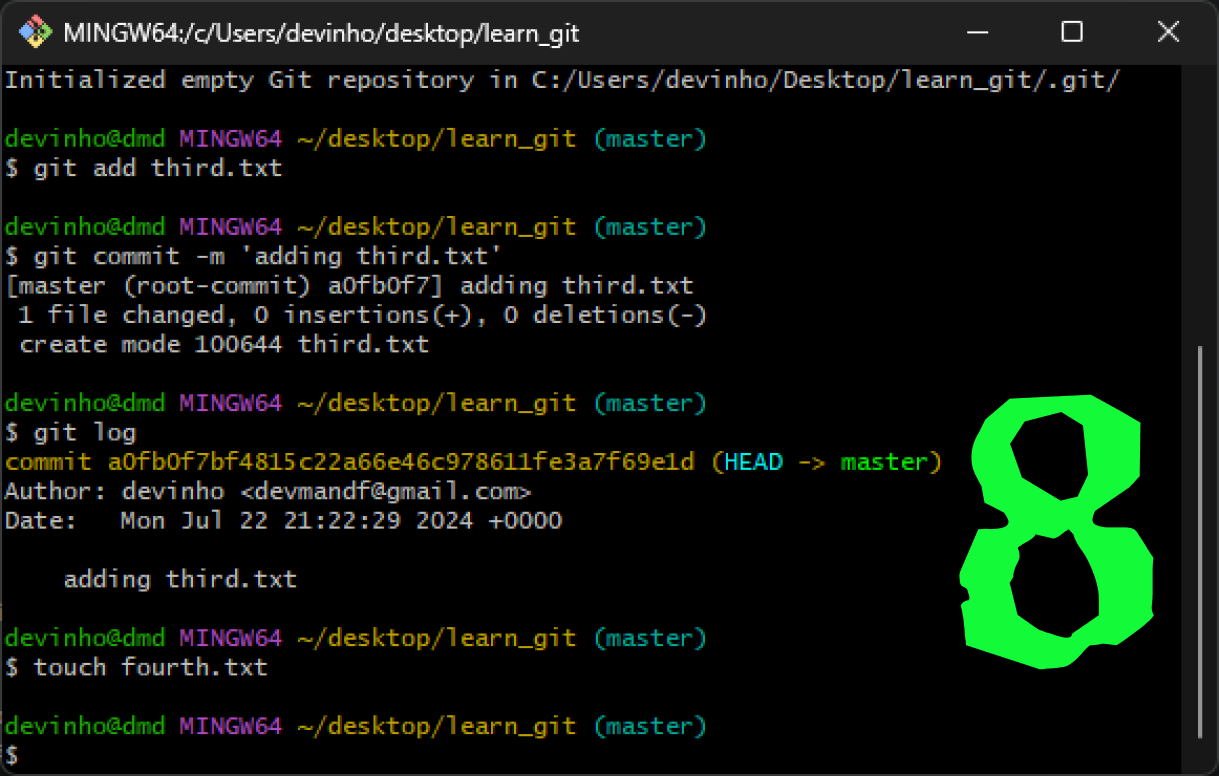 MINGW64:/c/Users/devinho/desktop/learn_git
Initialized empty Git repository in C:/Users/devinho/Desktop/learn_git/.git/
devinho@dmd MINGW64 ~/desktop/learn_git (master)
$ git add third.txt
devinho@dmd MINGW64 ~/desktop/learn_git (master)
$ git commit -m 'adding third.txt'
[master (root-commit) a0fb0f7] adding third.txt
 1 file changed, 0 insertions(+), 0 deletions(-)
 create mode 100644 third.txt
devinho@dmd MINGW64 ~/desktop/learn_git (master)
$ git log
commit a0fb0f7bf4815c22a66e46c978611fe3a7f69e1d (HEAD -> master)
Author: devinho <devmandf@gmail.com>
Date:   Mon Jul 22 21:22:29 2024 +0000
    adding third.txt
8
devinho@dmd MINGW64 ~/desktop/learn_git (master)
$ touch fourth.txt
devinho@dmd MINGW64 ~/desktop/learn_git (master)
$